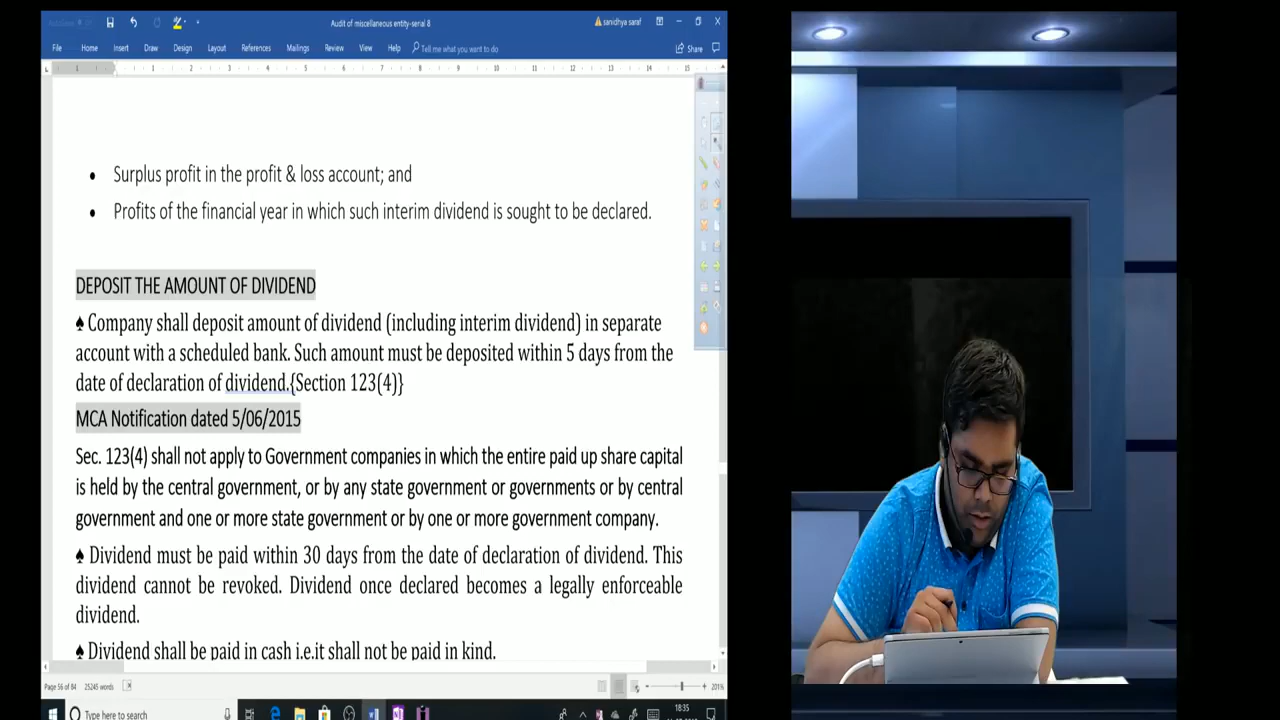 Audit of miscellaneous entity-serial 8
sanidhya saraf
File Home Insert Draw Design Layout References Mailings Review View Help Tell me what you want to do Share
Surplus profit in the profit & loss account; and
Profits of the financial year in which such interim dividend is sought to be declared.
DEPOSIT THE AMOUNT OF DIVIDEND
♠ Company shall deposit amount of dividend (including interim dividend) in separate
account with a scheduled bank. Such amount must be deposited within 5 days from the
date of declaration of dividend.{Section 123(4)}
MCA Notification dated 5/06/2015
Sec. 123(4) shall not apply to Government companies in which the entire paid up share capital
is held by the central government, or by any state government or governments or by central
government and one or more state government or by one or more government company.
♠ Dividend must be paid within 30 days from the date of declaration of dividend. This
dividend cannot be revoked. Dividend once declared becomes a legally enforceable
dividend.
♠ Dividend shall be paid in cash i.e.it shall not be paid in kind.
Page 56 of 84 25245 words 201%
Type here to search 18:35